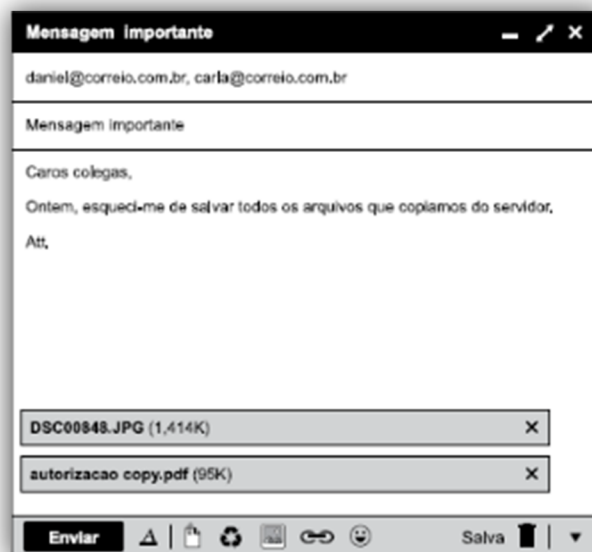 Mensagem importante
daniel@correio.com.br, carla@correio.com.br
Mensagem importante
Caros colegas,
Ontem, esqueci-me de salvar todos os arquivos que copiamos do servidor.
Att.
DSC00848.JPG (1,414K)
autorizacao copy.pdf (95K)
Enviar A Salva